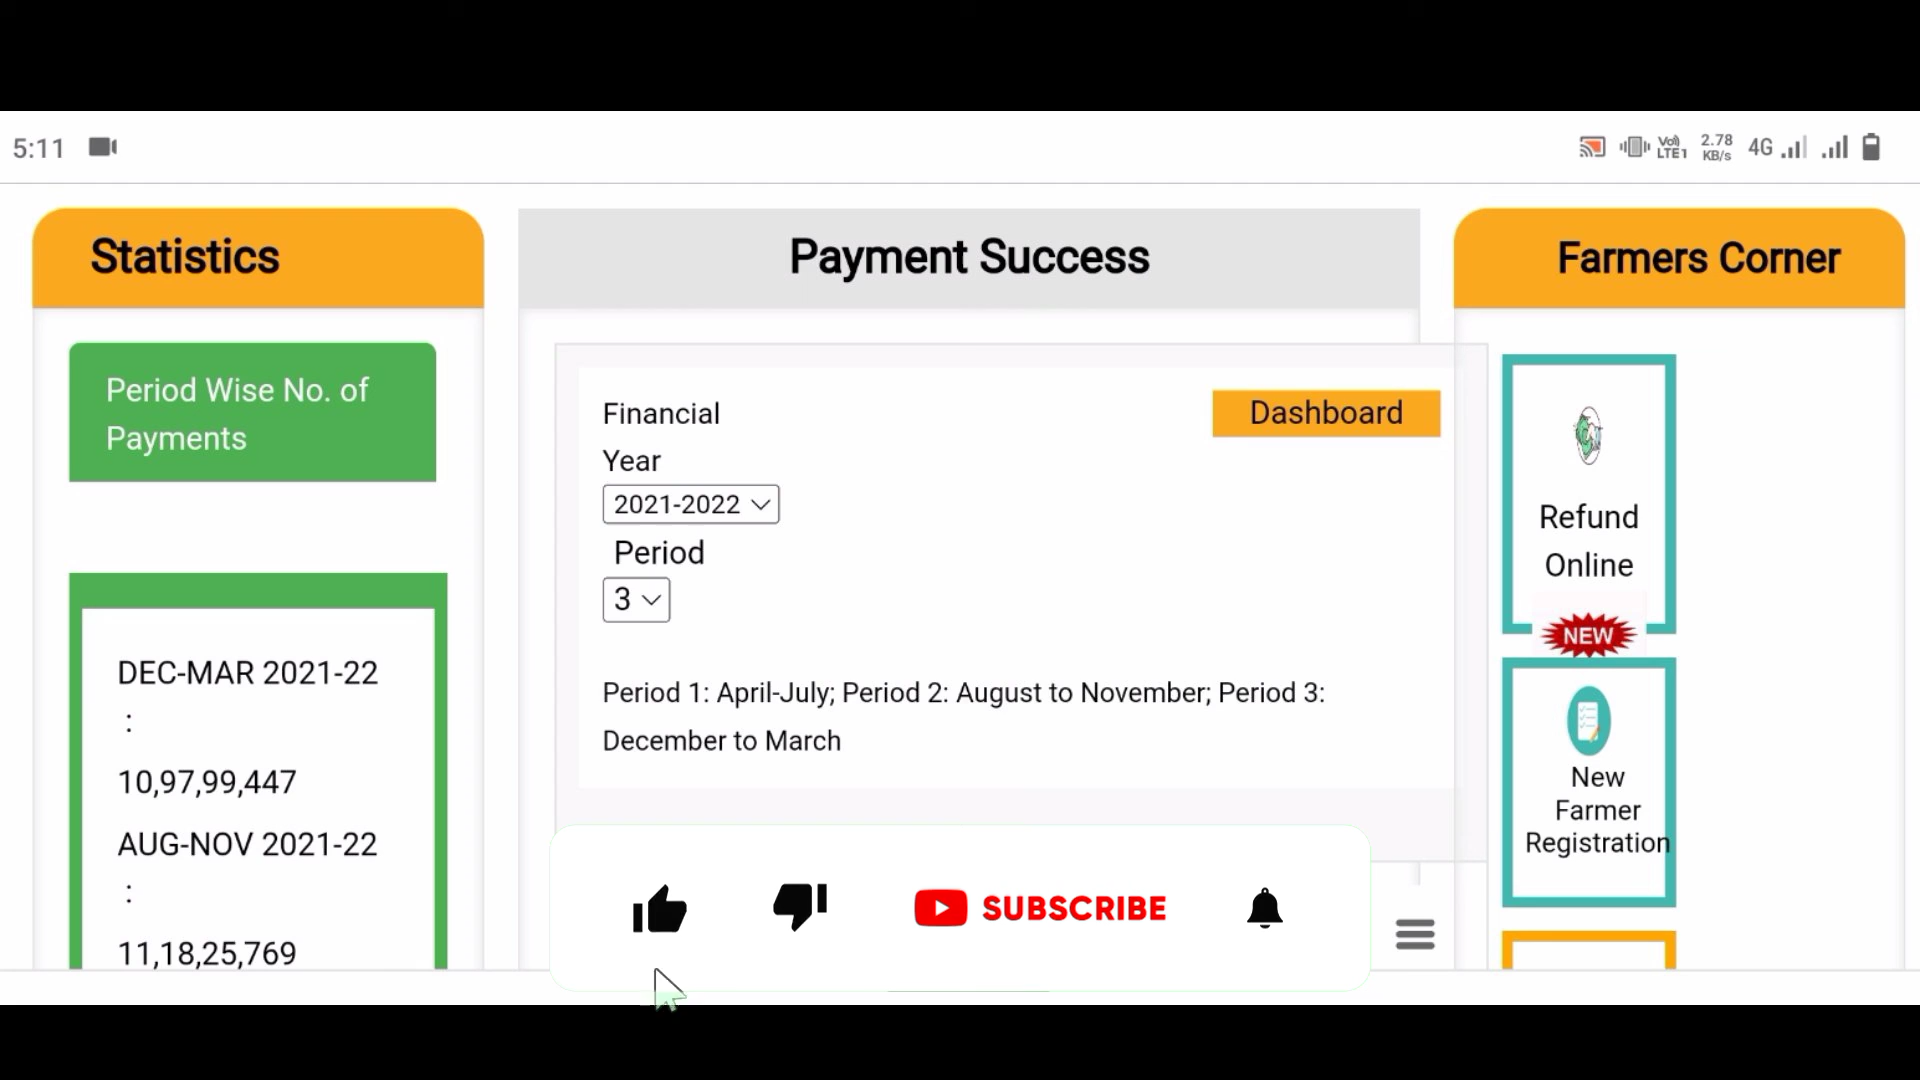 5:11
Vo)
LTE1
2.78
KB/s
4G
Statistics
Payment Success
Farmers Corner
Period Wise No. of
Payments
Financial
Year
Dashboard
2021-2022
Period
3
Period 1: April-July; Period 2: August to November; Period 3:
December to March
DEC-MAR 2021-22
:
10,97,99,447
AUG-NOV 2021-22
:
11,18,25,769
Refund
Online
NEW
New
Farmer
Registration
SUBSCRIBE